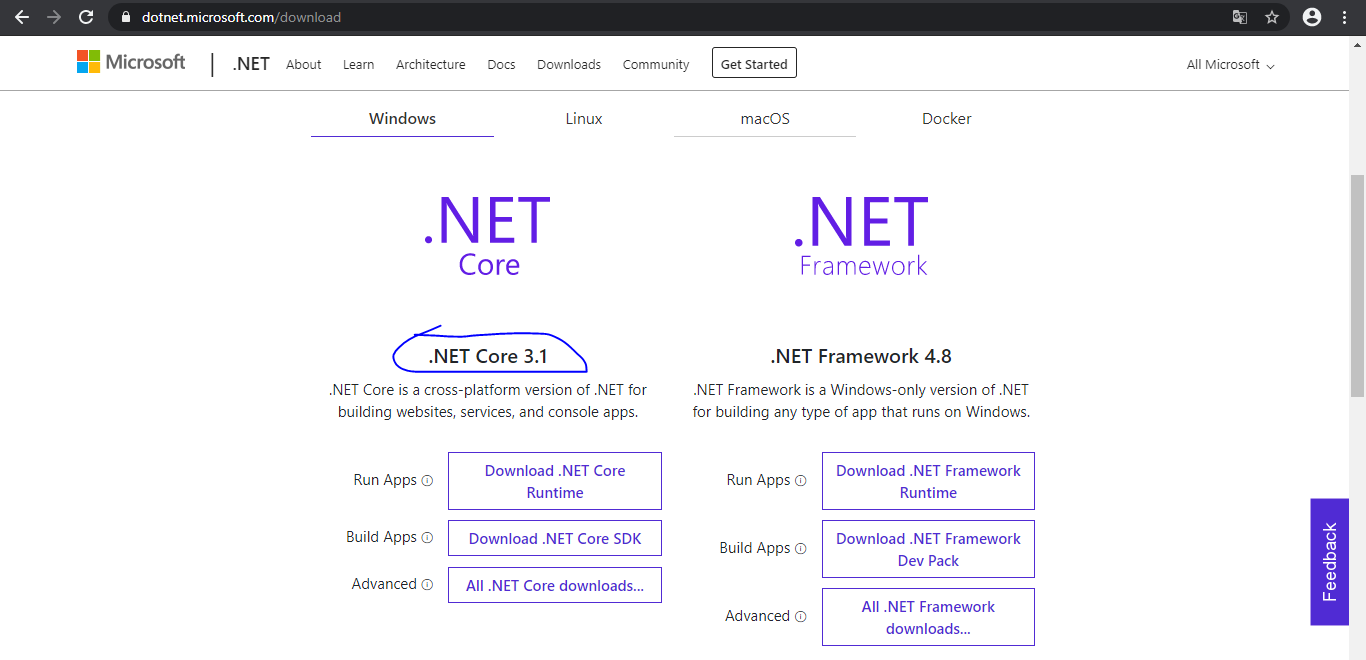 dotnet.microsoft.com/download
Microsoft | .NET About Learn Architecture Docs Downloads Community Get Started All Microsoft
Windows Linux macOS Docker
.NET
Core
.NET
Framework
.NET Core 3.1
.NET Core is a cross-platform version of .NET for
building websites, services, and console apps.
Run Apps
Download .NET Core
Runtime
Build Apps
Download .NET Core SDK
Advanced
All .NET Core downloads...
.NET Framework 4.8
.NET Framework is a Windows-only version of .NET
for building any type of app that runs on Windows.
Run Apps
Download .NET Framework
Runtime
Build Apps
Download .NET Framework
Dev Pack
Advanced
All .NET Framework
downloads...
Feedback